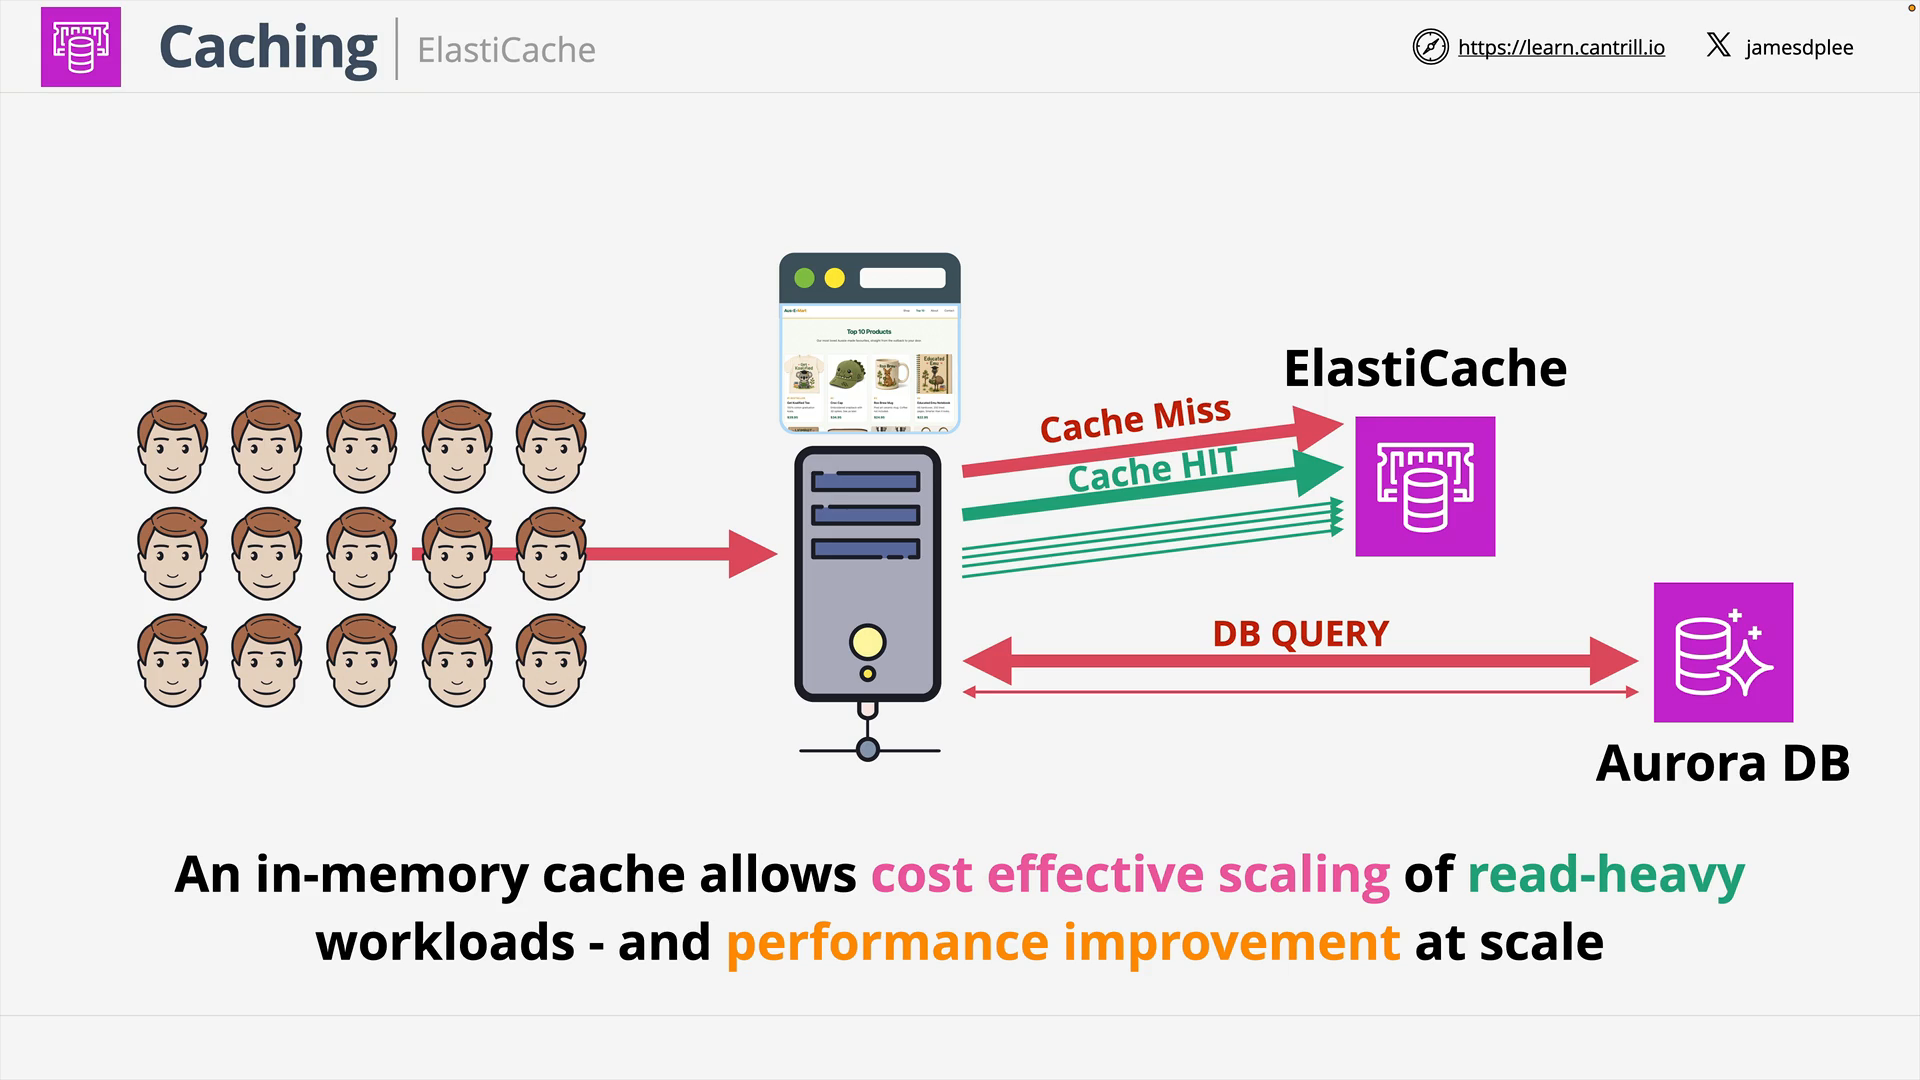 Caching
ElastiCache
https://learn.cantrill.io
jamesdplee
Top 10 Products
ElastiCache
Cache Miss
Cache HIT
DB QUERY
Aurora DB
An in-memory cache allows cost effective scaling of read-heavy
workloads - and performance improvement at scale